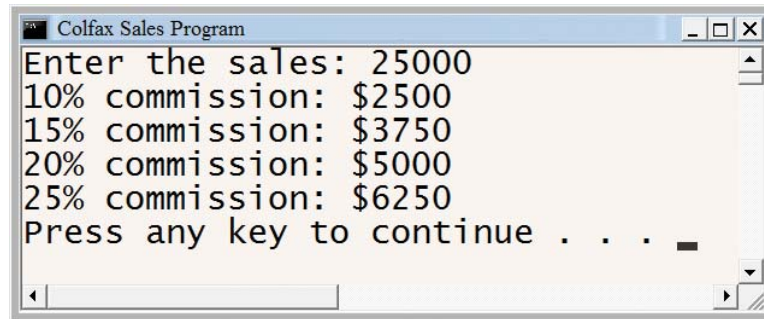 Colfax Sales Program
Enter the sales: 25000
10% commission: $2500
15% commission: $3750
20% commission: $5000
25% commission: $6250
Press any key to continue . . .